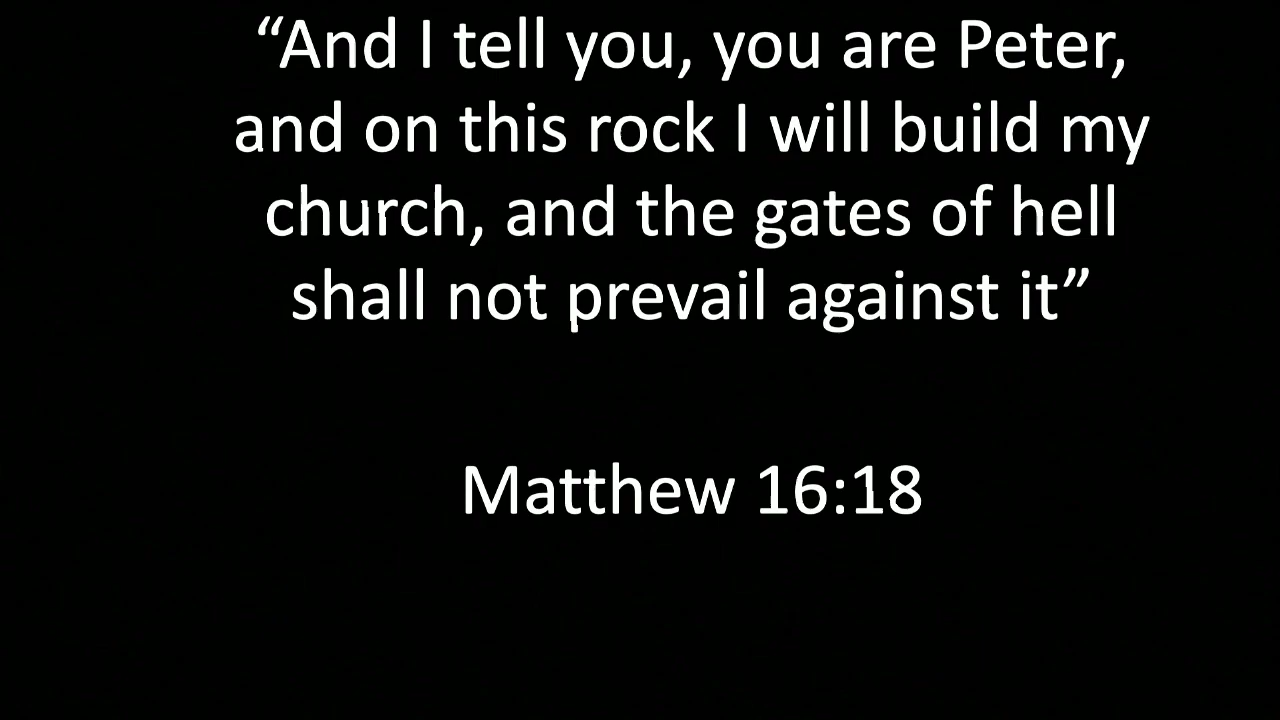 “And I tell you, you are Peter,
and on this rock I will build my
church, and the gates of hell
shall not prevail against it”
Matthew 16:18